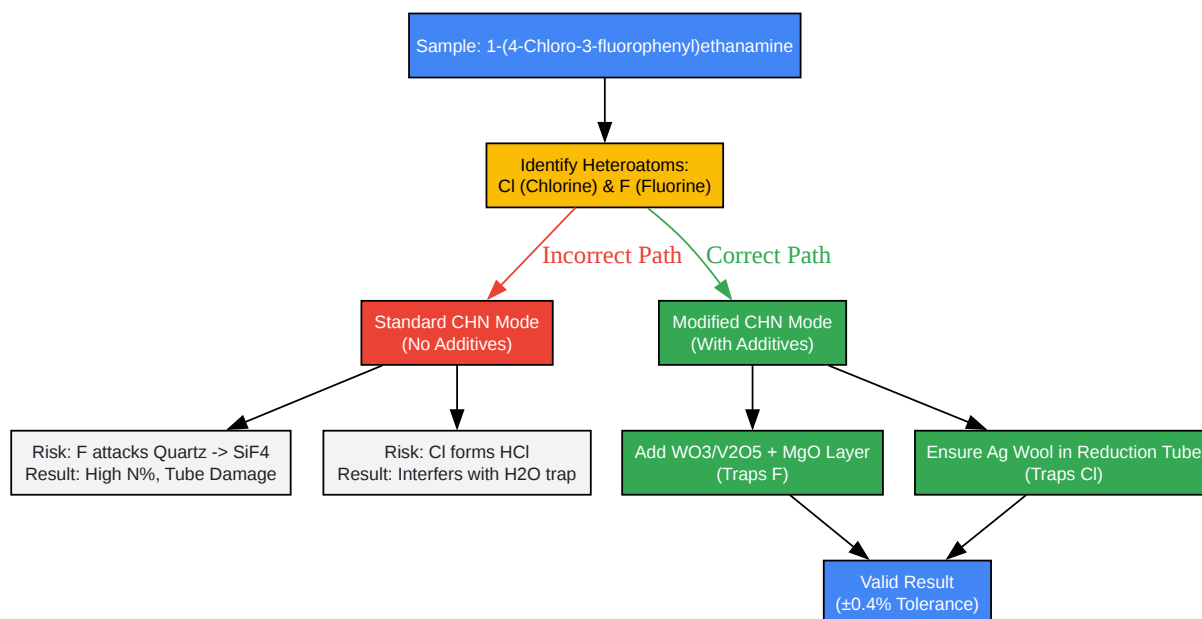 Sample: 1-(4-Chloro-3-fluorophenyl)ethanamine
Identify Heteroatoms:
Cl (Chlorine) & F (Fluorine)
Incorrect Path
Correct Path
Standard CHN Mode
(No Additives)
Modified CHN Mode
(With Additives)
Risk: F attacks Quartz -> SiF4
Result: High N%, Tube Damage
Risk: Cl forms HCl
Result: Interfers with H2O trap
Add WO3/V2O5 + MgO Layer
(Traps F)
Ensure Ag Wool in Reduction Tube
(Traps Cl)
Valid Result
(±0.4% Tolerance)